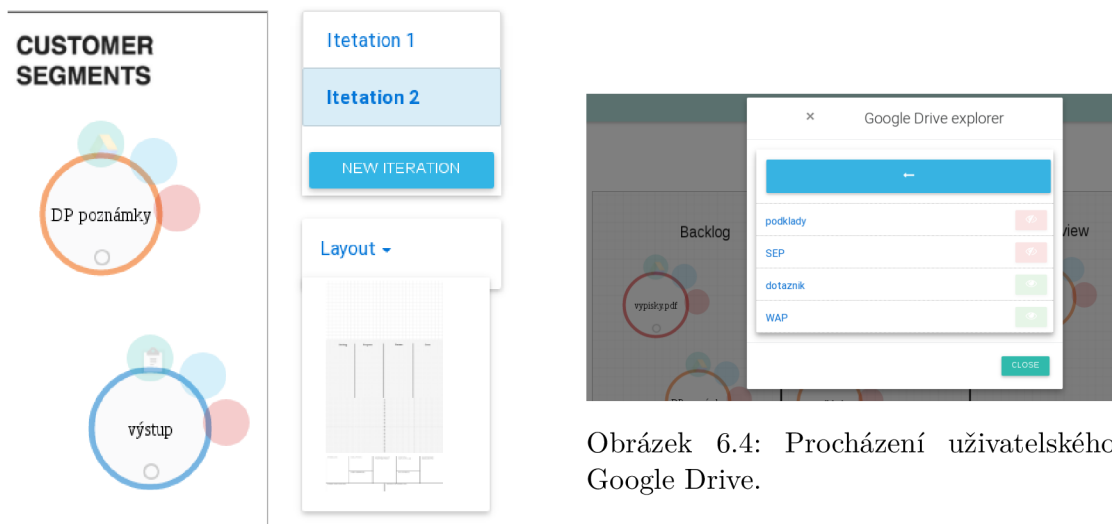 CUSTOMER
SEGMENTS
DP poznámky
výstup
Itetation 1
Itetation 2
NEW ITERATION
Layout
Google Drive explorer
podklady
SEP
dotaznik
WAP
CLOSE
Backlog
view
vypisky.pdf
Obrázek 6.4: Procházení uživatelského
Google Drive.